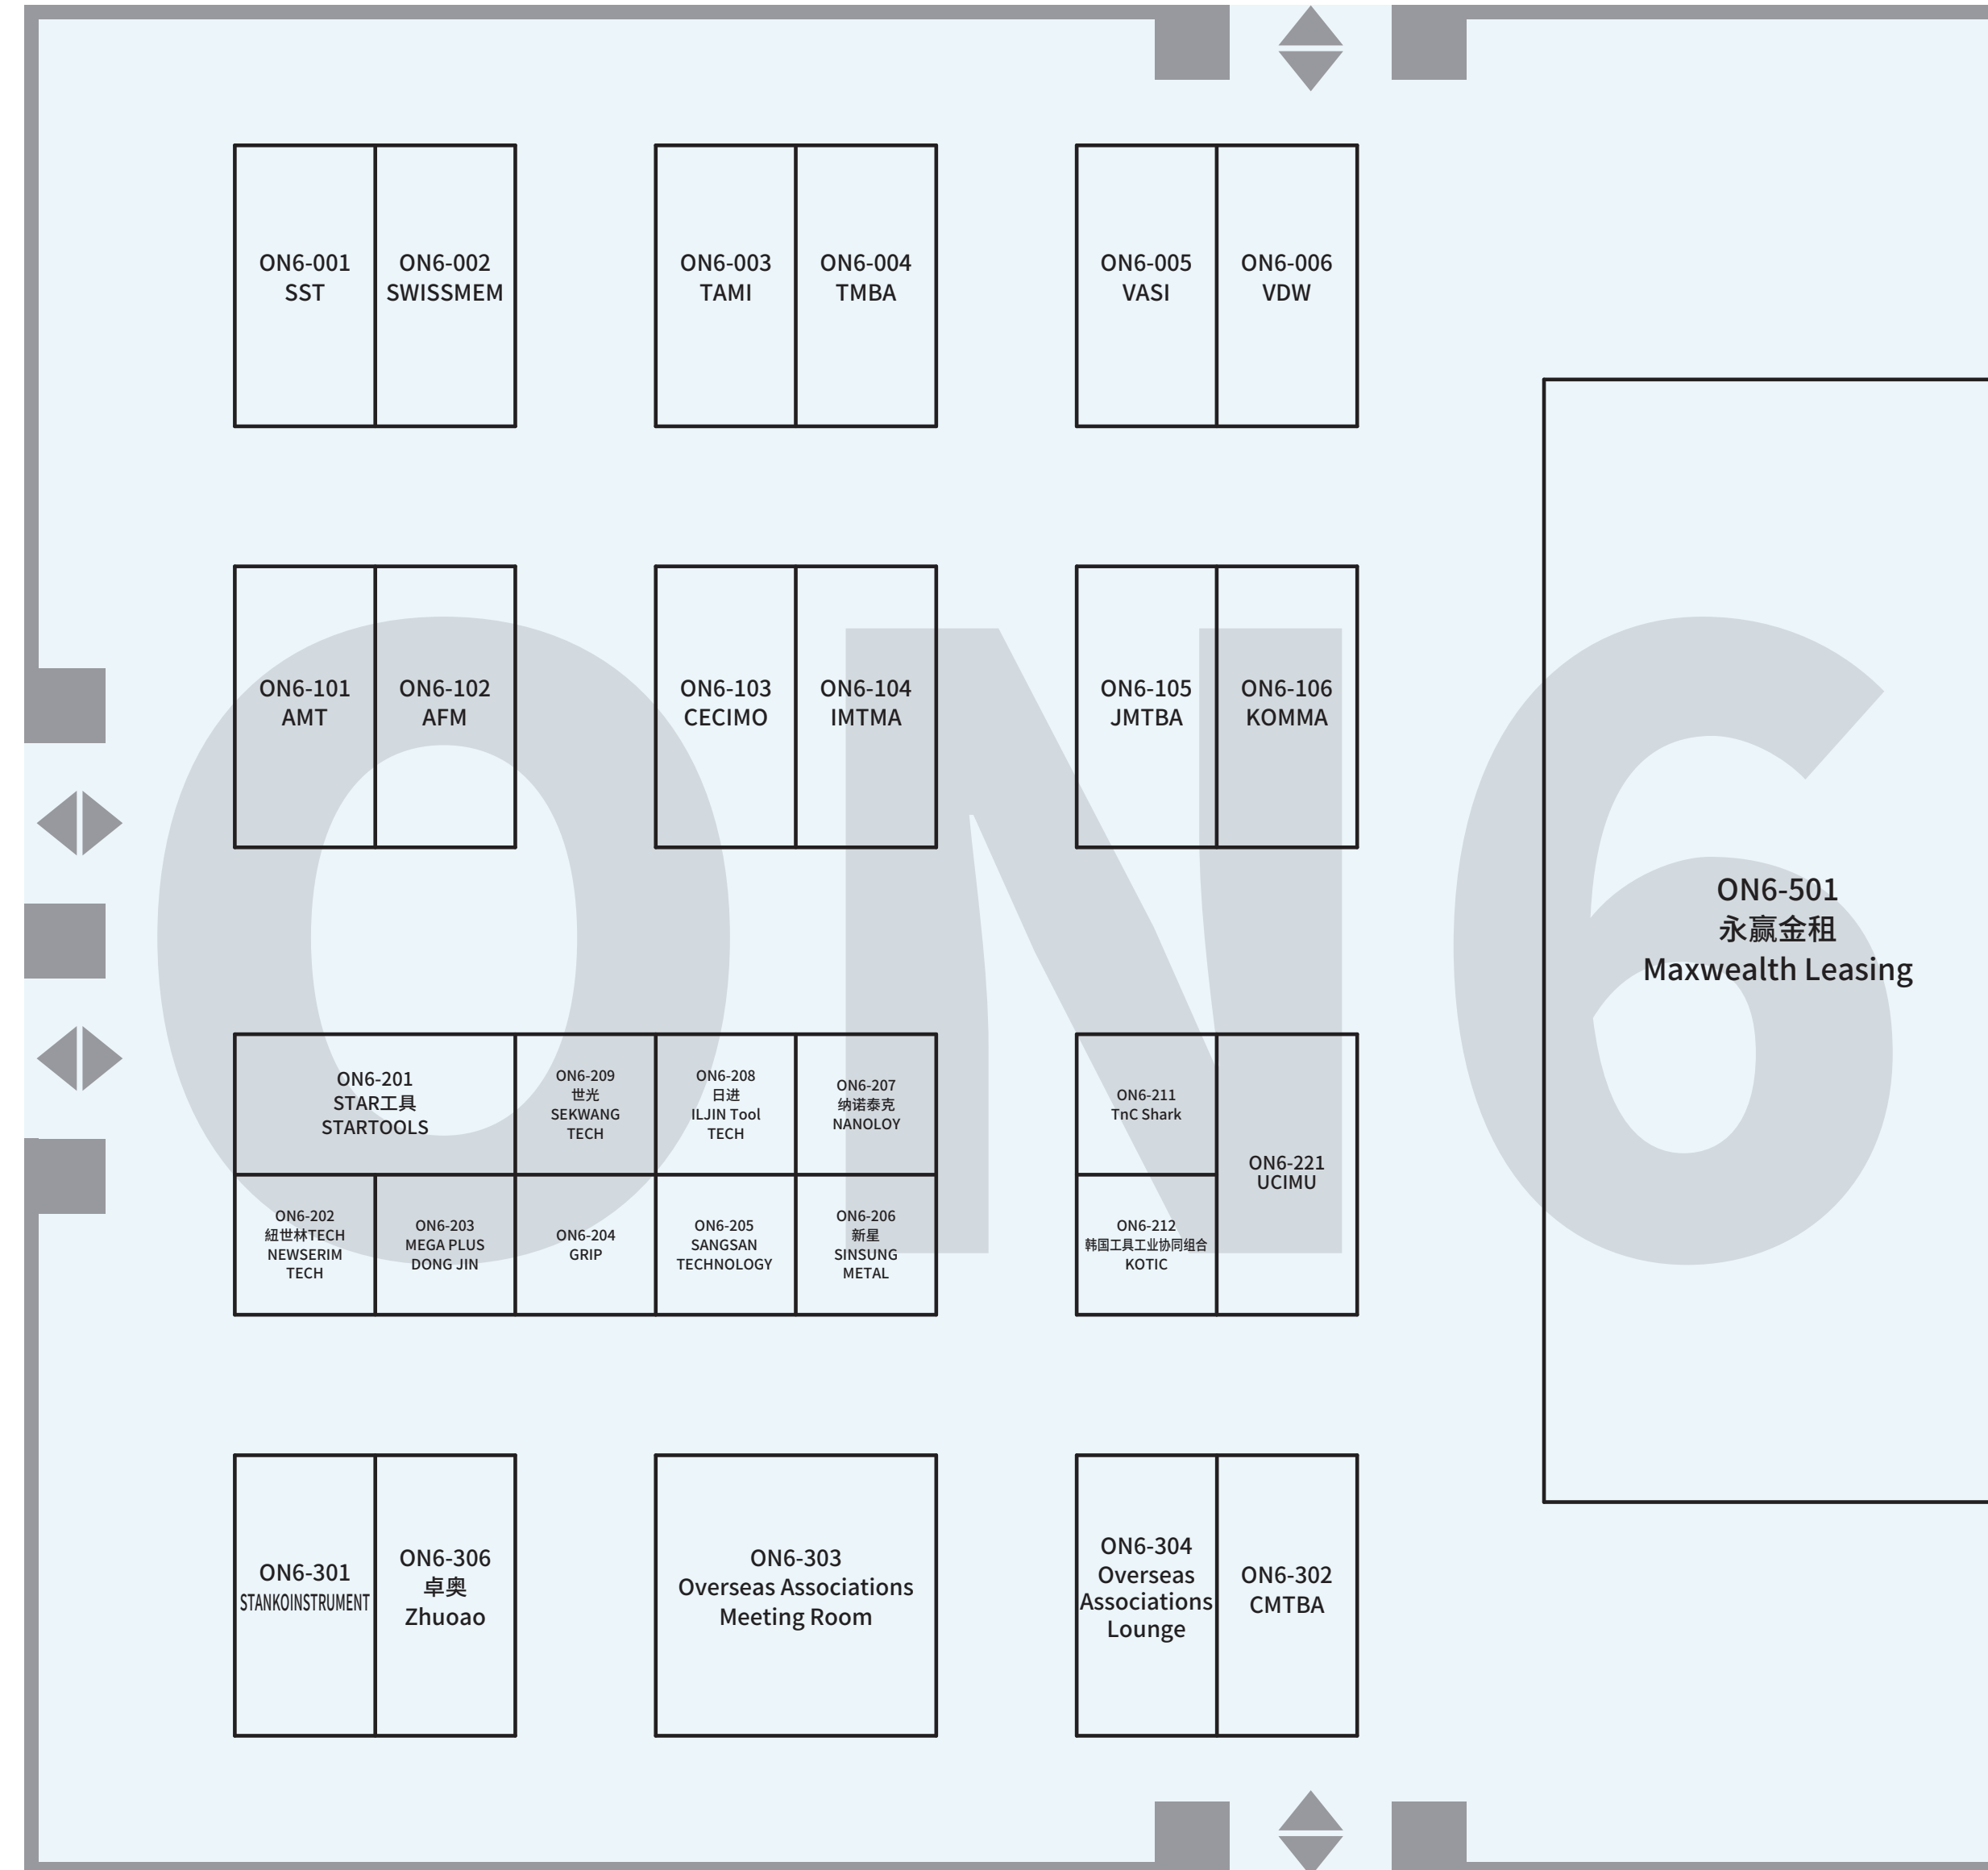 ON6-001
SST
ON6-002
SWISSMEM
ON6-003
TAMI
ON6-004
TMBA
ON6-005
VASI
ON6-006
VDW
ON6-101
AMT
ON6-102
AFM
ON6-103
CECIMO
ON6-104
IMTMA
ON6-105
JMTBA
ON6-106
KOMMA
ON6
ON6-501
永赢金租
Maxwealth Leasing
ON6-201
STAR工具
STARTOOLS
ON6-209
世光
SEKWANG
TECH
ON6-208
日进
ILJIN Tool
TECH
ON6-207
纳诺泰克
NANOLOY
ON6-211
TnC Shark
ON6-221
UCIMU
ON6-202
紐世林TECH
NEWSERIM
TECH
ON6-203
MEGA PLUS
DONG JIN
ON6-204
GRIP
ON6-205
SANGSAN
TECHNOLOGY
ON6-206
新星
SINSUNG
METAL
ON6-212
韩国工具工业协同组合
KOTIC
ON6-301
STANKOINSTRUMENT
ON6-306
卓奥
Zhuoao
ON6-303
Overseas Associations
Meeting Room
ON6-304
Overseas
Associations
Lounge
ON6-302
CMTBA